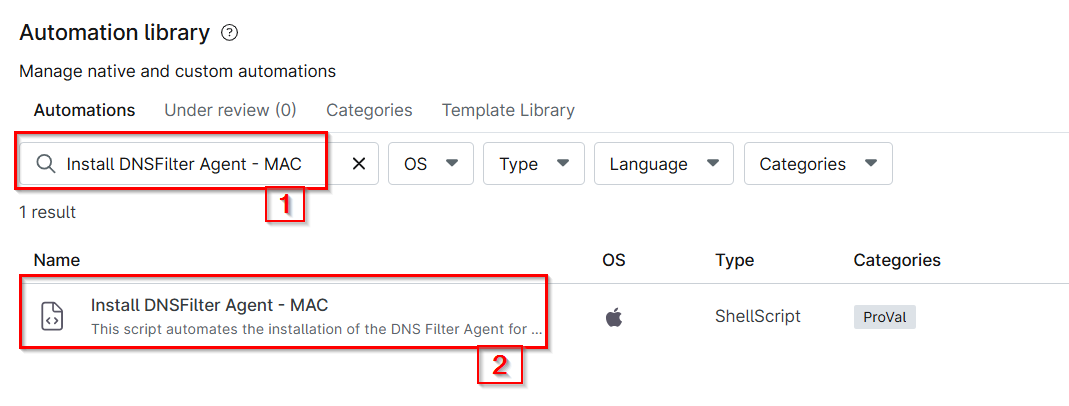 Automation library ?
Manage native and custom automations
Automations Under review (0) Categories Template Library
Install DNSFilter Agent - MAC OS Type Language Categories
1
1 result
Name OS Type Categories
Install DNSFilter Agent - MAC
This script automates the installation of the DNS Filter Agent for ...
ShellScript ProVal
2